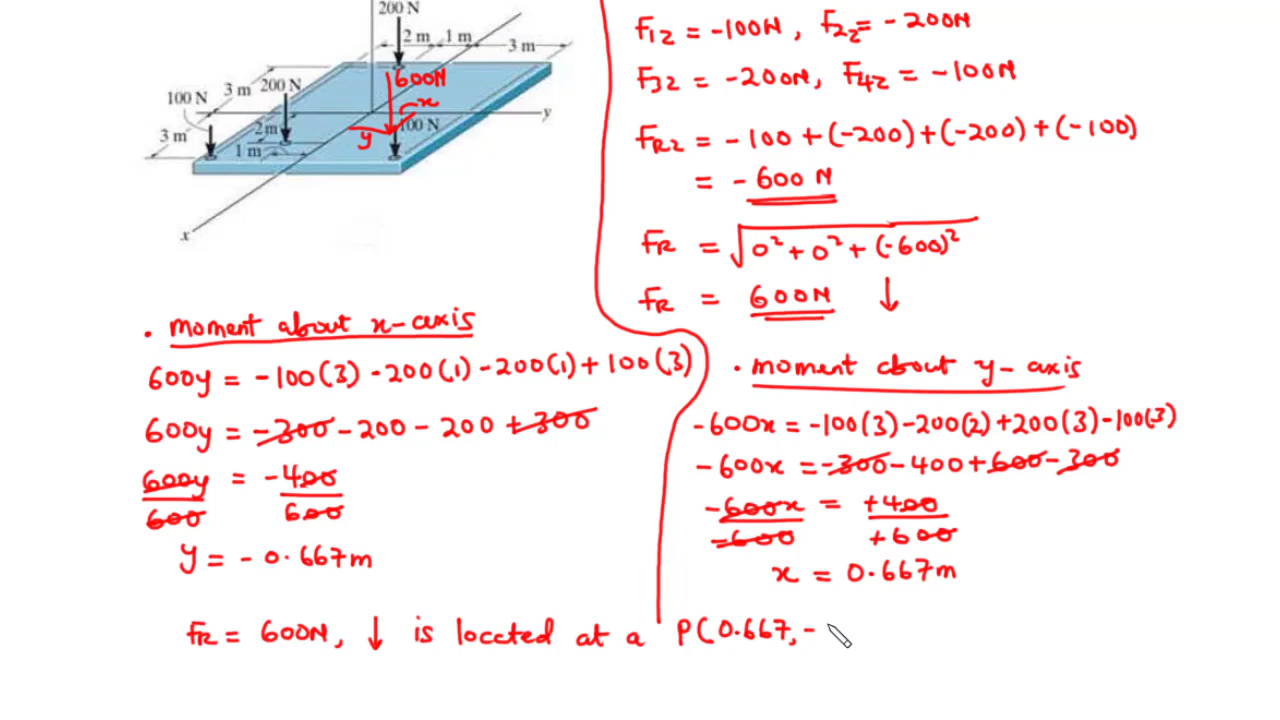 200 N
2 m 1 m
3 m
600N
3 m 200 N
100 N
x
y
100 N
3 m
2 m
y
1 m
x
F1z = -100N, F2z = -200N
F3z = -200N, F4z = -100N
FRz = -100 + (-200) + (-200) + (-100)
= - 600 N
FR = √0² + 0² + (-600)²
FR = 600N ↓
. moment about x-axis
600y = -100(3) - 200(1) - 200(1) + 100(3)
600y = -300 - 200 - 200 + 300
600y = -400
600 600
y = - 0.667m
. moment about y-axis
-600x = -100(3) - 200(2) + 200(3) - 100(3)
-600x = -300 - 400 + 600 - 300
-600x = +400
-600 +600
x = 0.667m
FR = 600N, ↓ is located at a P(0.667, -